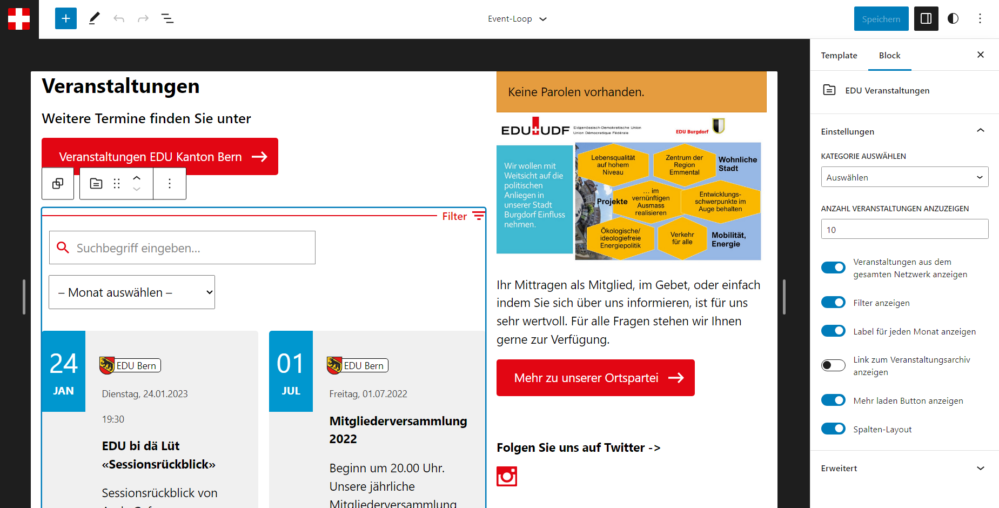 Event-Loop
Speichern
Veranstaltungen
Weitere Termine finden Sie unter
Veranstaltungen EDU Kanton Bern
Filter
Suchbegriff eingeben...
– Monat auswählen –
24
JAN
EDU Bern
Dienstag, 24.01.2023
19:30
EDU bi dä Lüt
«Sessionsrückblick»
Sessionsrückblick von
01
JUL
EDU Bern
Freitag, 01.07.2022
Mitgliederversammlung
2022
Beginn um 20.00 Uhr.
Unsere jährliche
Mitgliederversammlung
Keine Parolen vorhanden.
EDU UDF
Eidgenössisch-Demokratische Union
Union Démocratique Fédérale
EDU Burgdorf
Wir wollen mit
Weitsicht auf die
politischen
Anliegen in
unserer Stadt
Burgdorf Einfluss
nehmen.
Lebensqualität
auf hohem
Niveau
Zentrum der
Region
Emmental
Wohnliche
Stadt
Projekte
... im
vernünftigen
Ausmass
realisieren
Entwicklungs-
schwerpunkte im
Auge behalten
Ökologische/
ideologiefreie
Energiepolitik
Verkehr
für alle
Mobilität,
Energie
Ihr Mittragen als Mitglied, im Gebet, oder einfach
indem Sie sich über uns informieren, ist für uns
sehr wertvoll. Für alle Fragen stehen wir Ihnen
gerne zur Verfügung.
Mehr zu unserer Ortspartei
Folgen Sie uns auf Twitter ->
Template
Block
EDU Veranstaltungen
Einstellungen
KATEGORIE AUSWÄHLEN
Auswählen
ANZAHL VERANSTALTUNGEN ANZUZEIGEN
10
Veranstaltungen aus dem
gesamten Netzwerk anzeigen
Filter anzeigen
Label für jeden Monat anzeigen
Link zum Veranstaltungsarchiv
anzeigen
Mehr laden Button anzeigen
Spalten-Layout
Erweitert